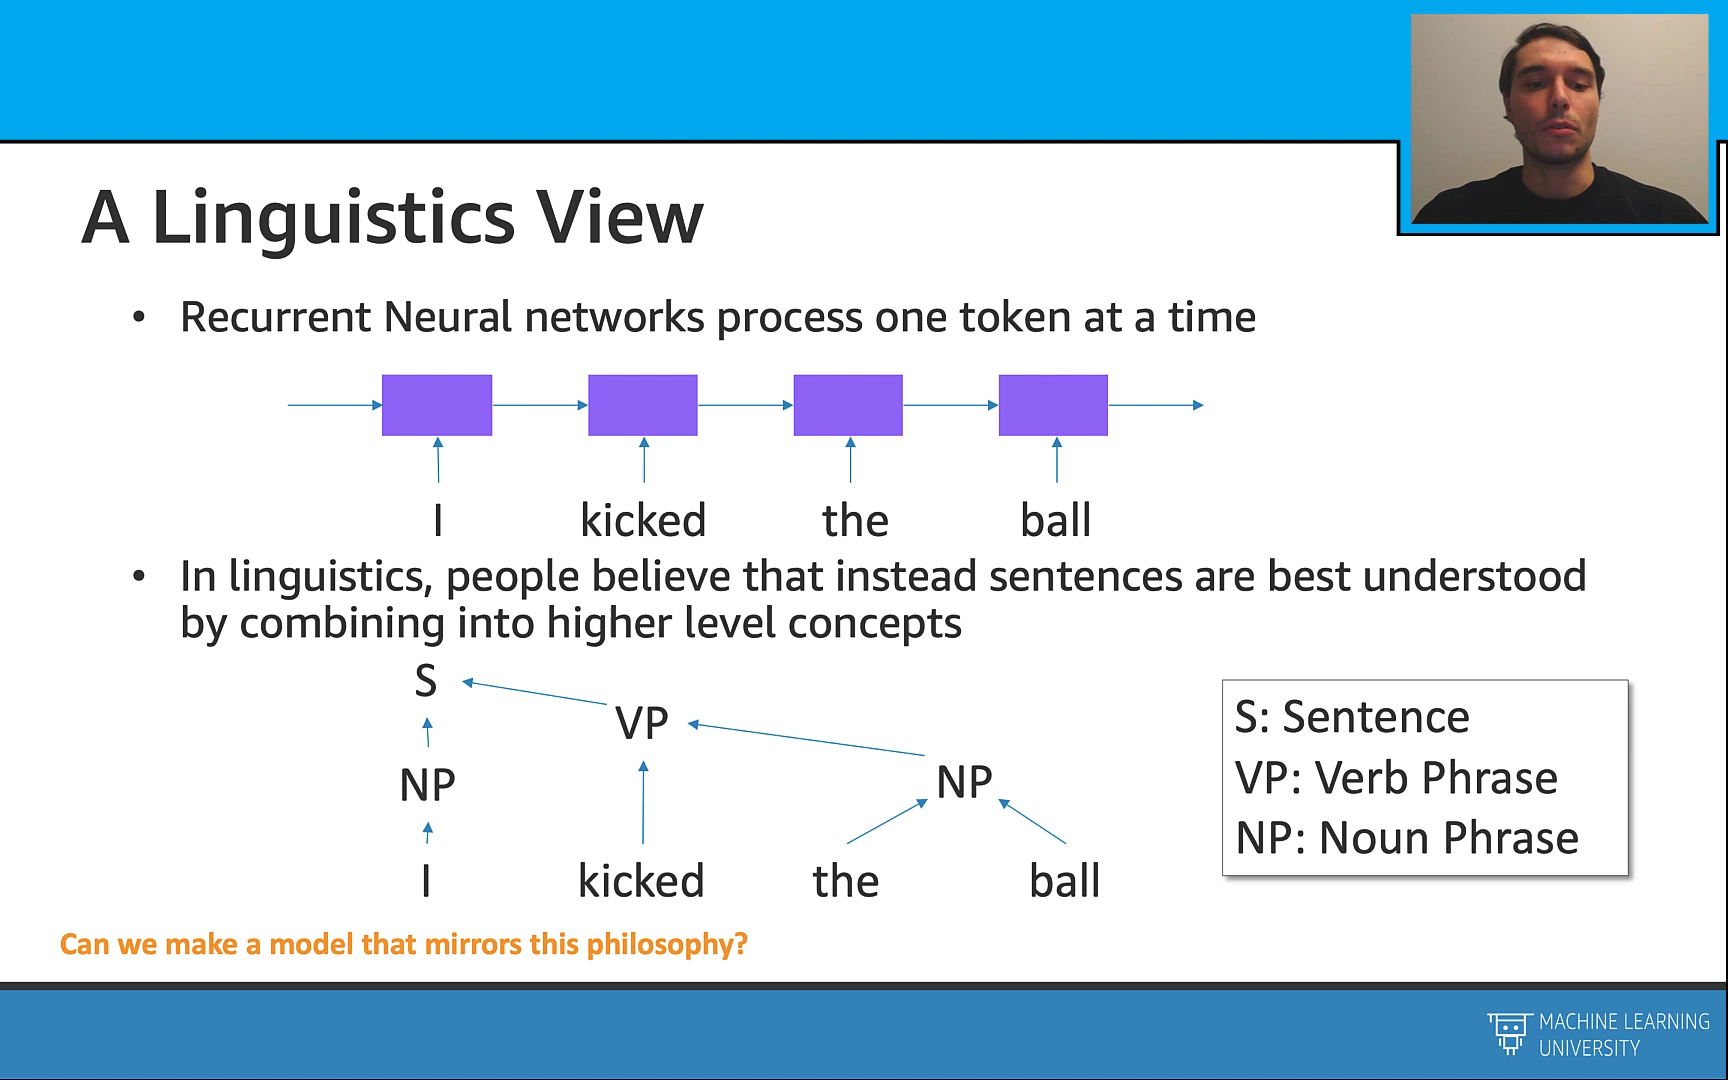 A Linguistics View
• Recurrent Neural networks process one token at a time
I kicked the ball
• In linguistics, people believe that instead sentences are best understood
by combining into higher level concepts
S
VP
NP NP
I kicked the ball
S: Sentence
VP: Verb Phrase
NP: Noun Phrase
Can we make a model that mirrors this philosophy?
MACHINE LEARNING
UNIVERSITY